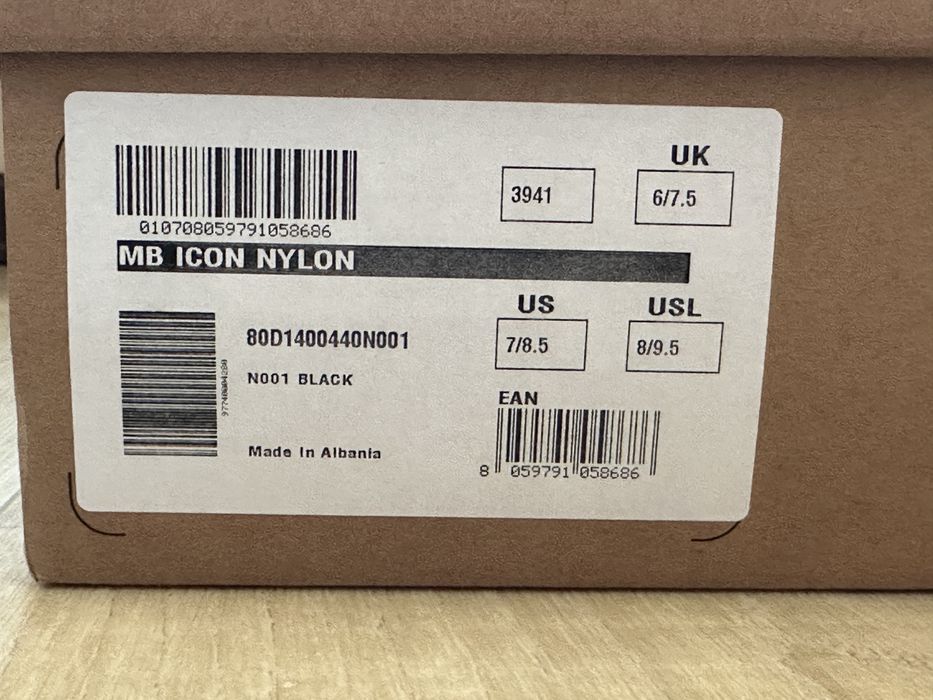 010708059791058686
3941
UK
6/7.5
MB ICON NYLON
80D1400440N001
N001 BLACK
Made In Albania
US
7/8.5
USL
8/9.5
EAN
8 059791 058686